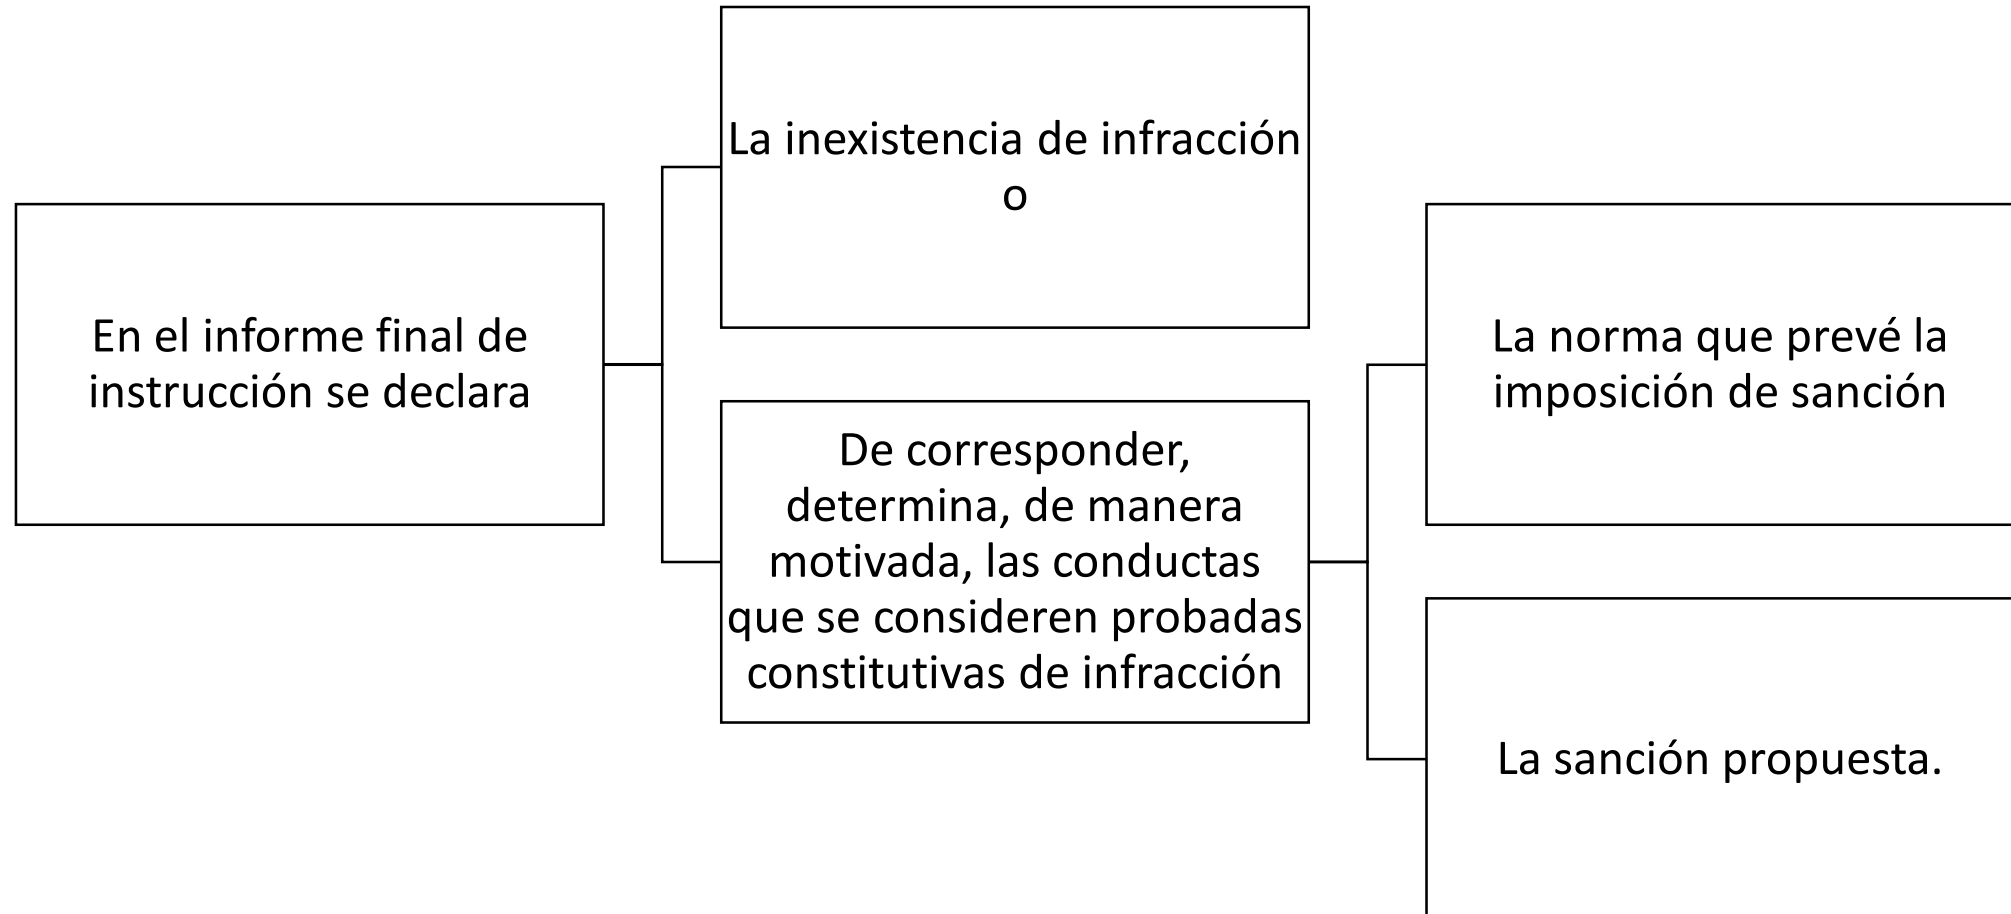 En el informe final de
instrucción se declara
La inexistencia de infracción
o
De corresponder,
determina, de manera
motivada, las conductas
que se consideren probadas
constitutivas de infracción
La norma que prevé la
imposición de sanción
La sanción propuesta.